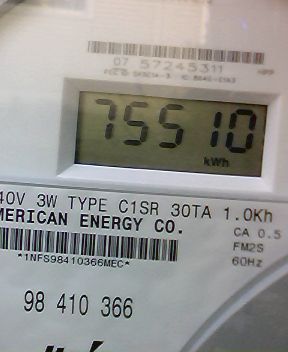 07 57245311
75510
kWh
40V 3W TYPE C1SR 30TA 1.0Kh
MERICAN ENERGY CO.
CA 0.5
FM2S
*1NFS98410366MEC*
60Hz
98 410 366